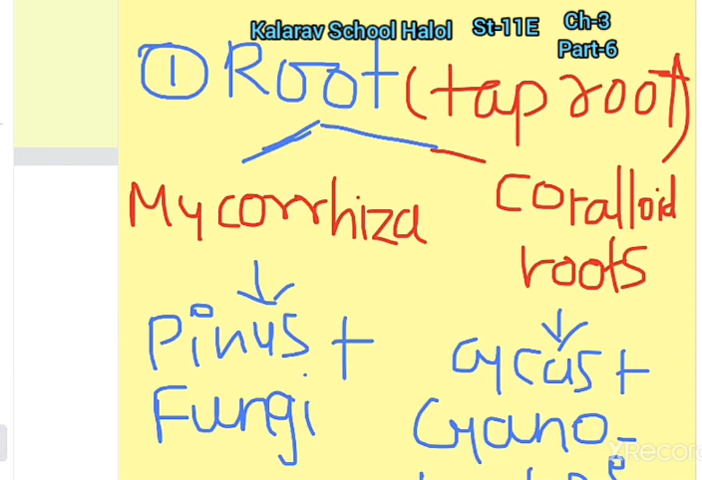 Kalarav School Halol St-11E Ch-3
Part-6
① Root (tap root)
Mycorrhiza Coralloid
roots
Pinus + Cycas +
Fungi Cyano-
XRecorder